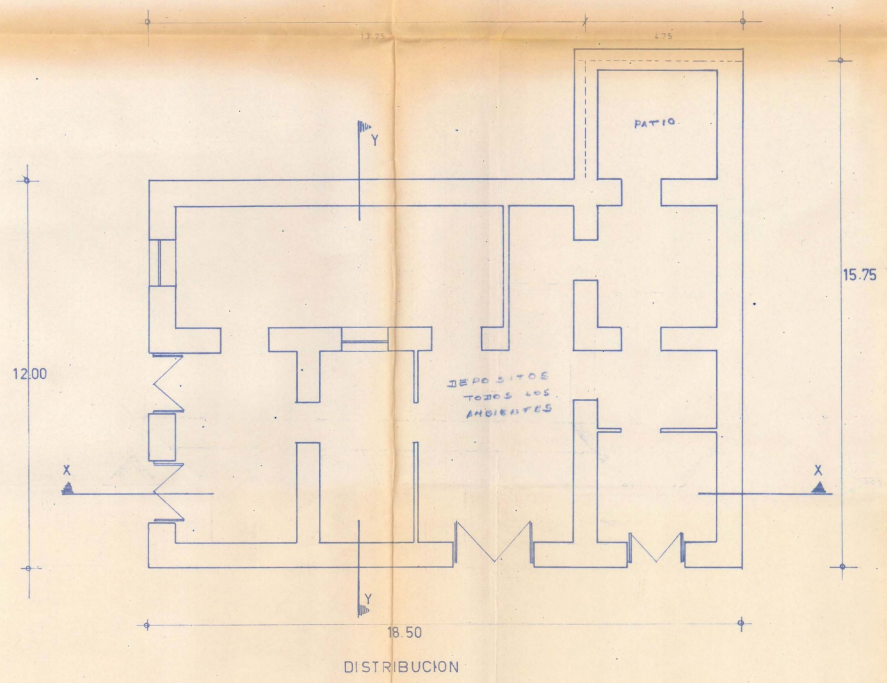 13.75
4.75
PATIO
Y
15.75
12.00
DEPOSITOS
TODOS LOS
AMBIENTES
X
X
Y
18.50
DISTRIBUCION